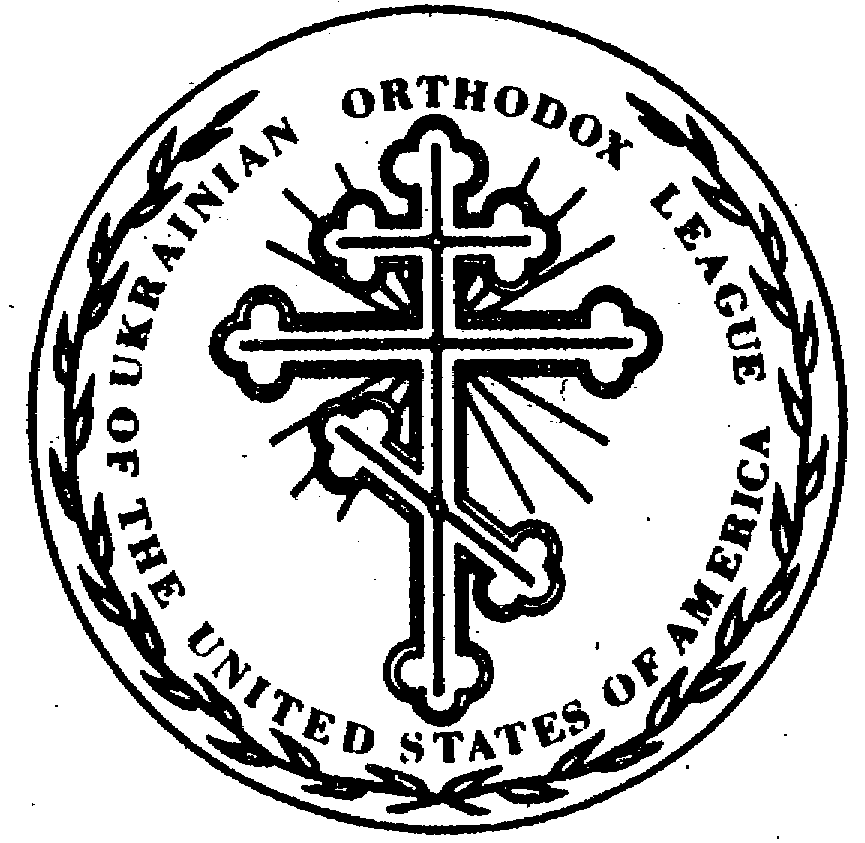 UKRAINIAN ORTHODOX LEAGUE
OF THE UNITED STATES OF AMERICA